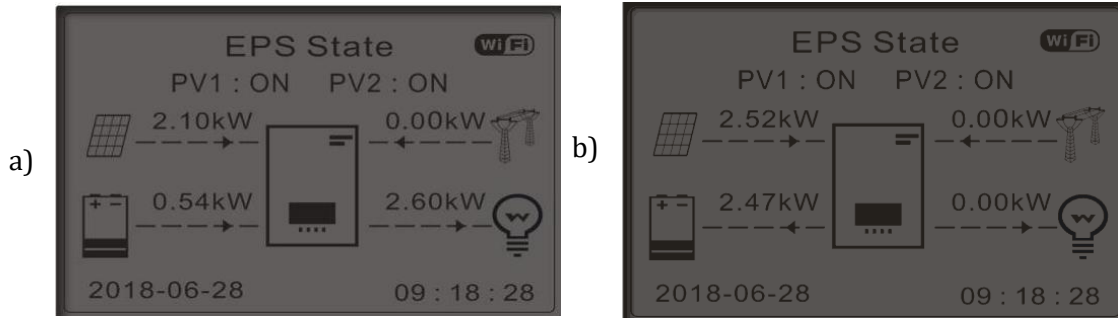 a)
EPS State WiFi
PV1 : ON PV2 : ON
2.10kW 0.00kW
0.54kW 2.60kW
2018-06-28 09 : 18 : 28
b)
EPS State WiFi
PV1 : ON PV2 : ON
2.52kW 0.00kW
2.47kW 0.00kW
2018-06-28 09 : 18 : 28